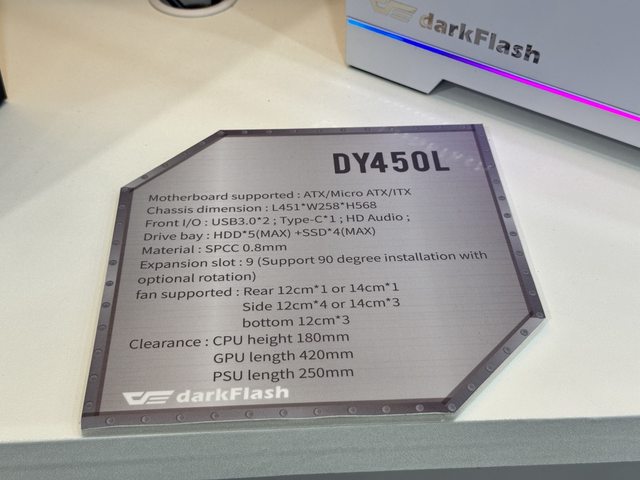 darkFlash
DY450L
Motherboard supported : ATX/Micro ATX/ITX
Chassis dimension : L451*W258*H568
Front I/O : USB3.0*2 ; Type-C*1 ; HD Audio ;
Drive bay : HDD*5(MAX) +SSD*4(MAX)
Material : SPCC 0.8mm
Expansion slot : 9 (Support 90 degree installation with
optional rotation)
fan supported : Rear 12cm*1 or 14cm*1
Side 12cm*4 or 14cm*3
bottom 12cm*3
Clearance : CPU height 180mm
GPU length 420mm
PSU length 250mm
darkFlash